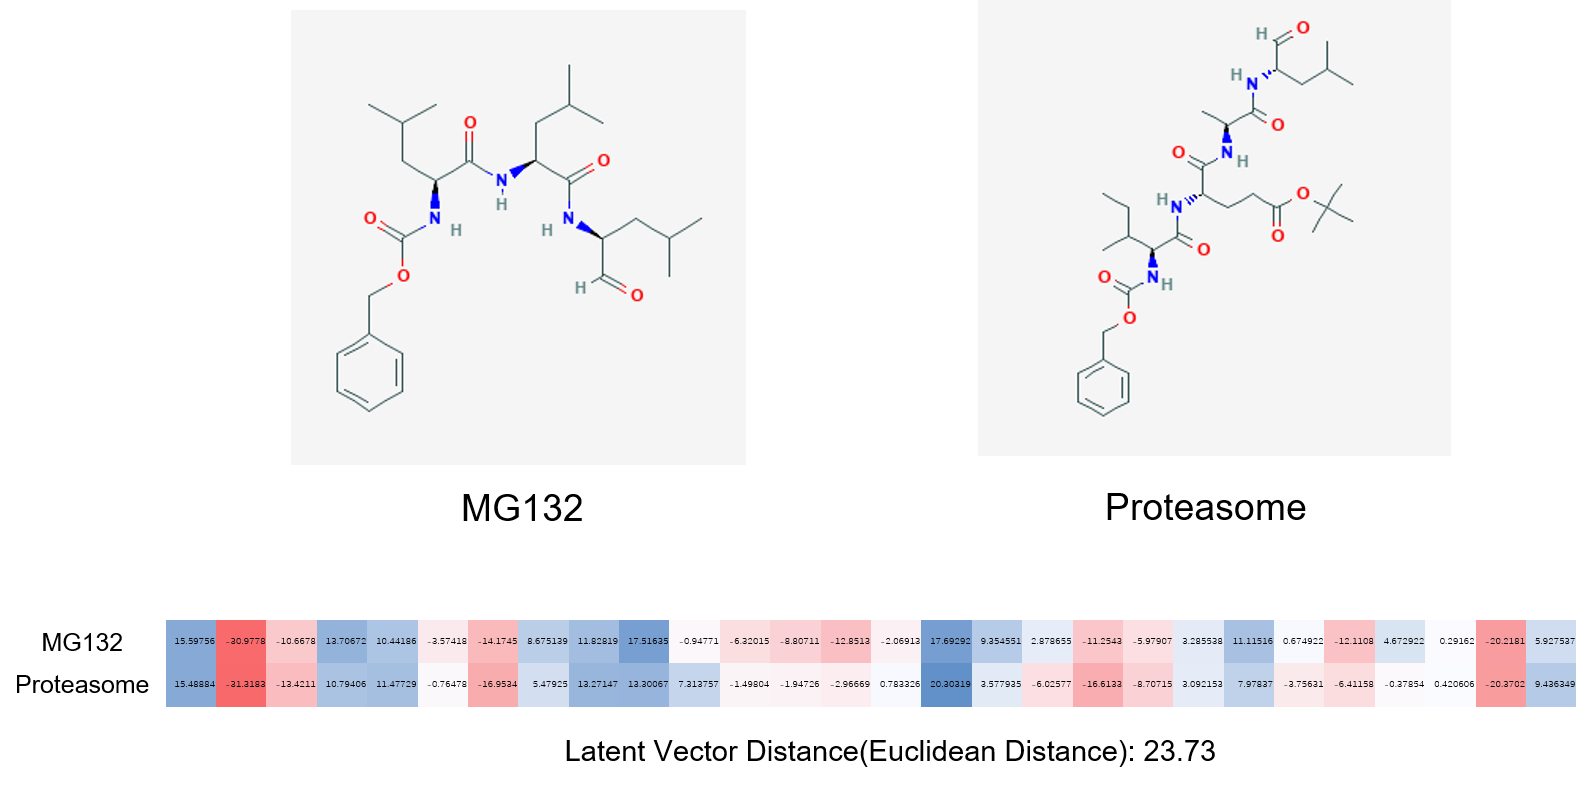 H O
H
N
O
O
O
N
H
O
N
H
O
N
H
O
O
H O
H
N
O
N
H
O
H
N
O
O
O
O
N
H
O
O
MG132
Proteasome
MG132 15.59756 -30.9778 -10.6678 13.70672 10.44186 -3.57418 -14.1745 8.675139 11.82819 17.51635 -0.94771 -6.32015 -8.80711 -12.8513 -2.06913 17.69292 9.354551 2.878655 -11.2543 -5.97907 3.285538 11.11516 0.674922 -12.1108 4.672922 0.29162 -20.2181 5.927537
Proteasome 15.48884 -31.3183 -13.4211 10.79406 11.47729 -0.76478 -16.9534 5.47925 13.27147 13.30067 7.313757 -1.49804 -1.94726 -2.96669 0.783326 20.30319 3.577935 -6.02577 -16.6133 -8.70715 3.092153 7.97837 -3.75631 -6.41158 -0.37854 0.420606 -20.3702 9.436349
Latent Vector Distance(Euclidean Distance): 23.73